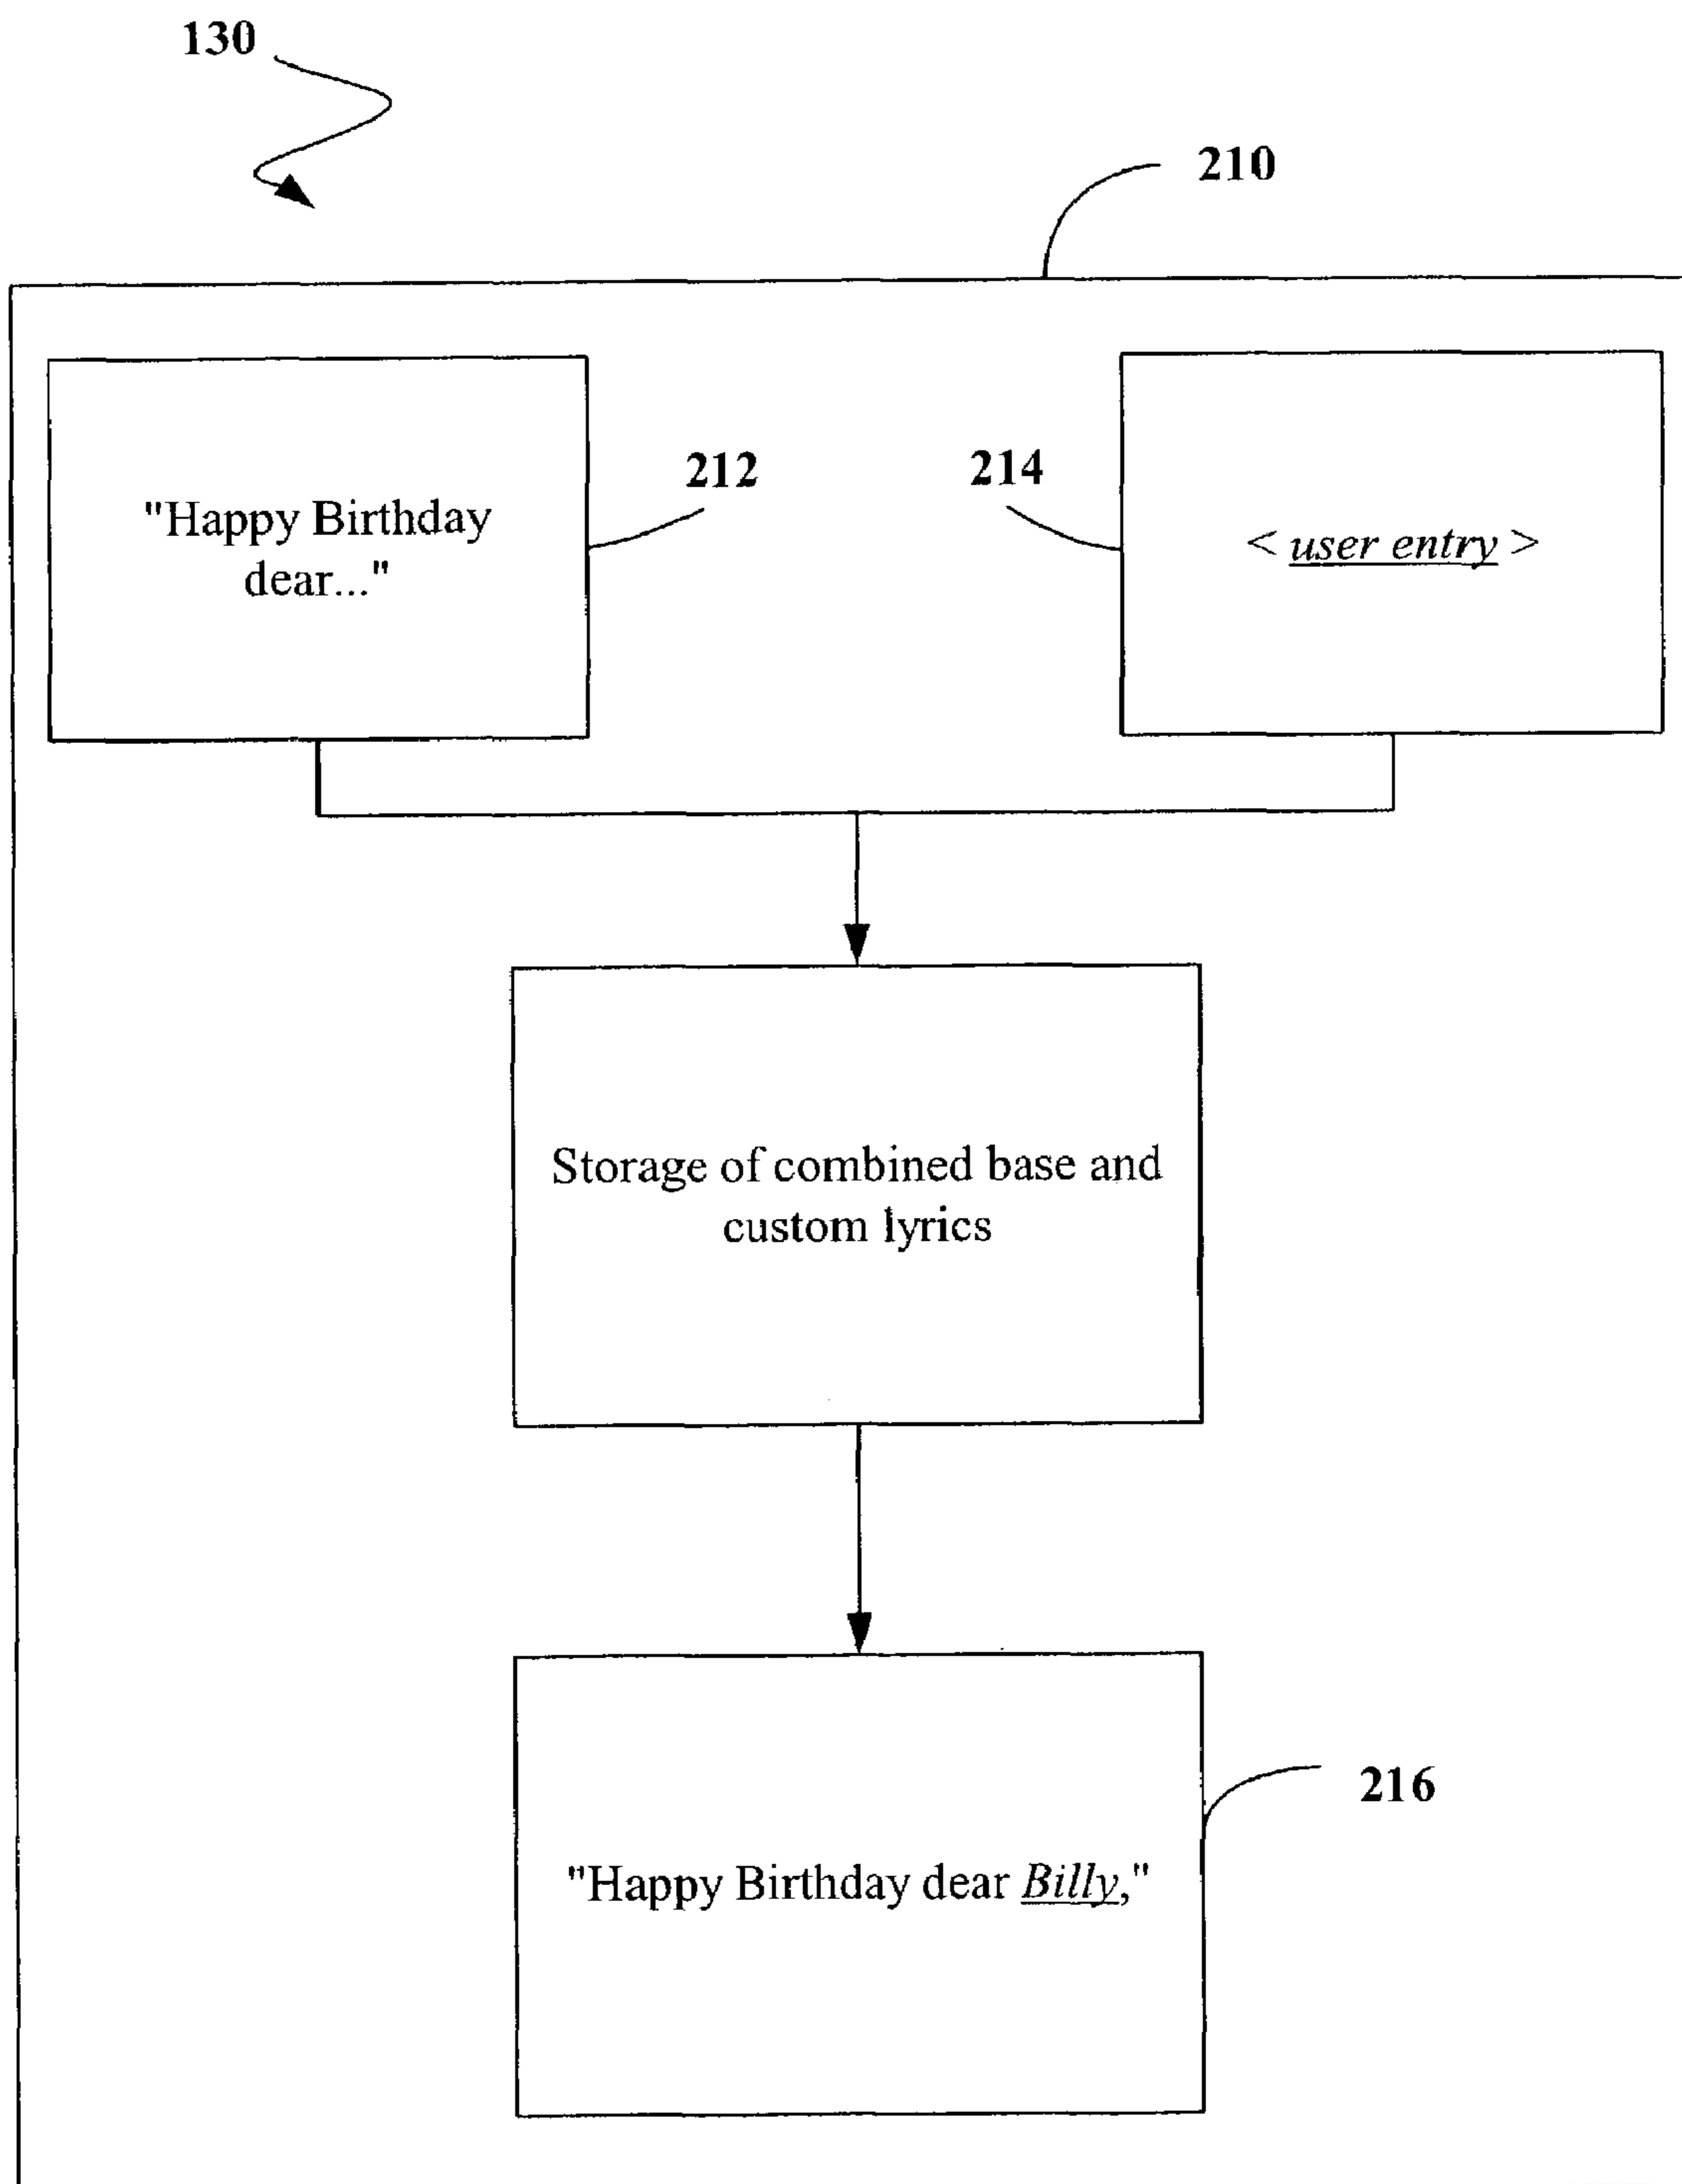 130
210
"Happy Birthday
dear..."
212
214
< user entry >
Storage of combined base and
custom lyrics
216
"Happy Birthday dear Billy,"